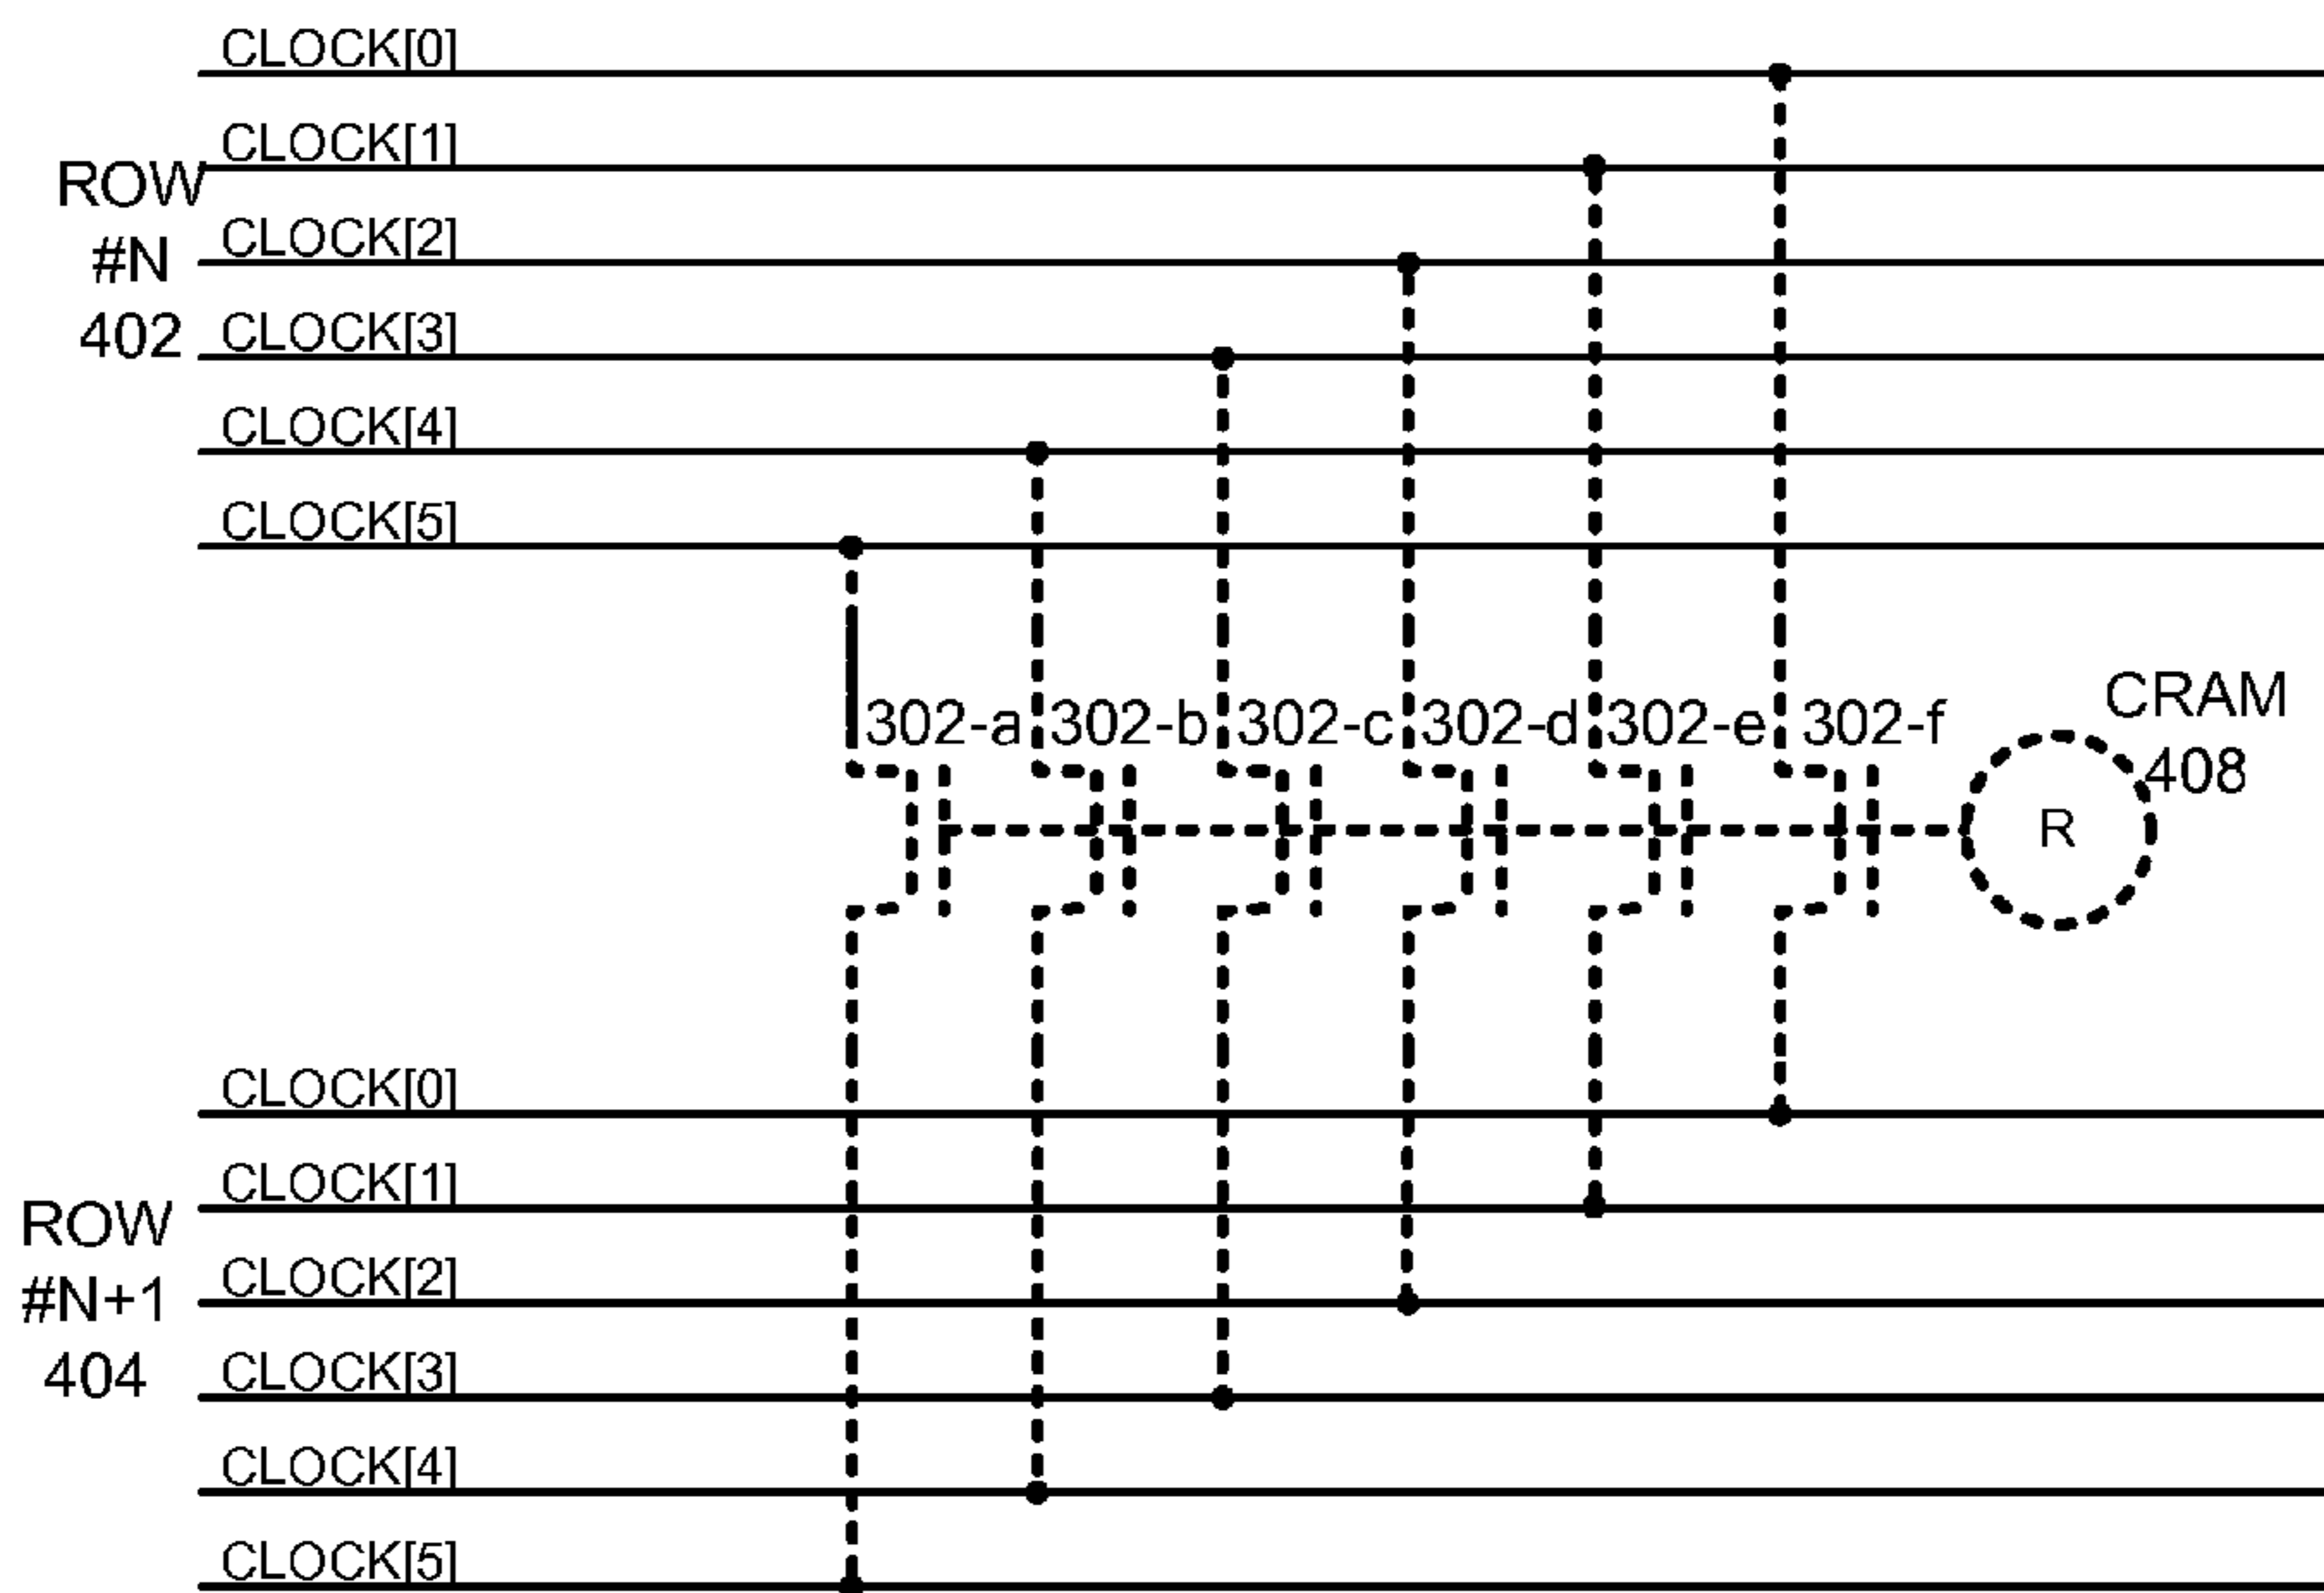 CLOCK[0]
CLOCK[1]
ROW
#N
402
CLOCK[2]
CLOCK[3]
CLOCK[4]
CLOCK[5]
302-a 302-b 302-c 302-d 302-e 302-f
CRAM
408
R
CLOCK[0]
CLOCK[1]
ROW
#N+1
404
CLOCK[2]
CLOCK[3]
CLOCK[4]
CLOCK[5]